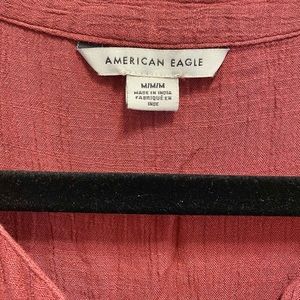 AMERICAN EAGLE
M/M/M
MADE IN INDIA
FABRIQUÉ EN
INDE